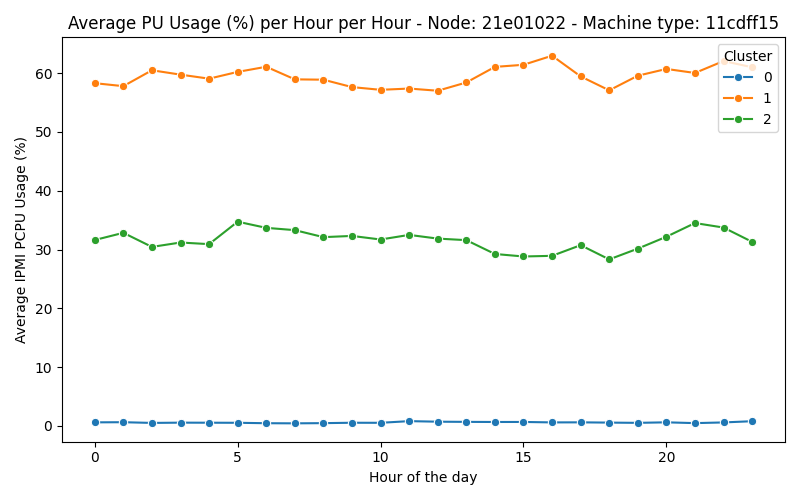 Average PU Usage (%) per Hour per Hour - Node: 21e01022 - Machine type: 11cdff15
Average IPMI PCPU Usage (%)
60
50
40
30
20
10
0
Cluster
0
1
2
0 5 10 15 20
Hour of the day